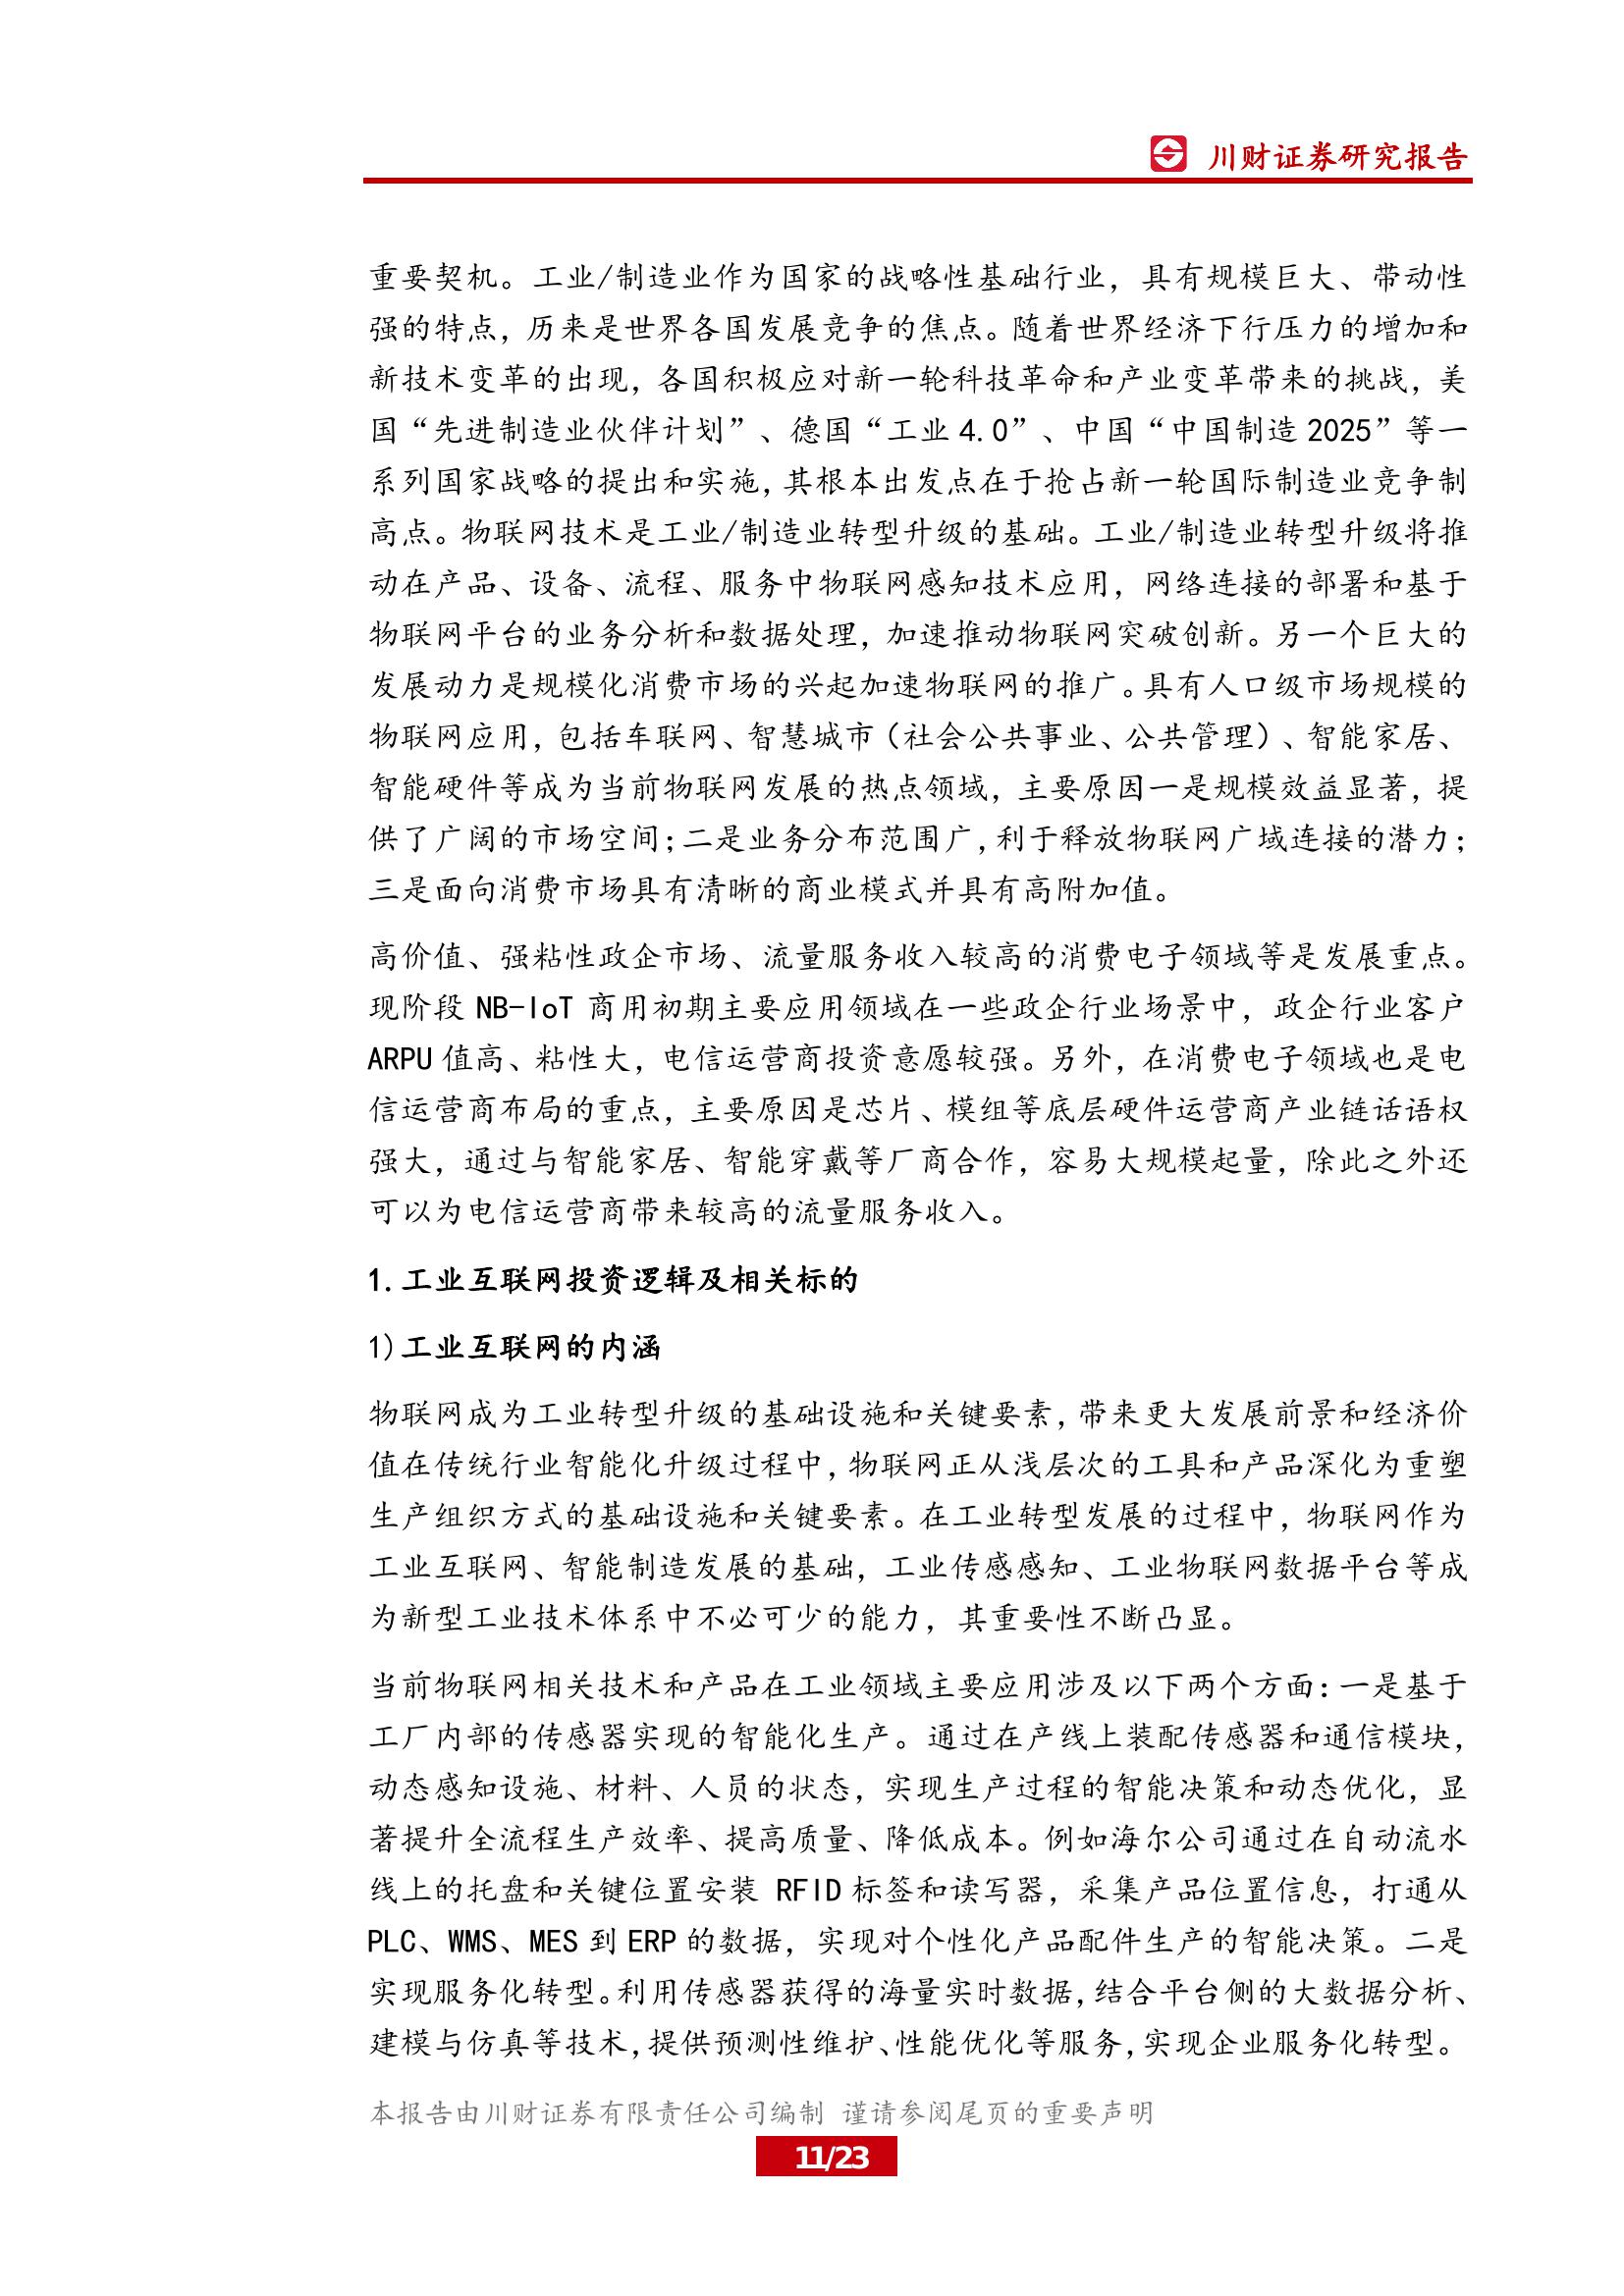 川财证券研究报告
重要契机。工业/制造业作为国家的战略性基础行业，具有规模巨大、带动性
强的特点，历来是世界各国发展竞争的焦点。随着世界经济下行压力的增加和
新技术变革的出现，各国积极应对新一轮科技革命和产业变革带来的挑战，美
国“先进制造业伙伴计划”、德国“工业 4.0”、中国“中国制造 2025”等一
系列国家战略的提出和实施，其根本出发点在于抢占新一轮国际制造业竞争制
高点。物联网技术是工业/制造业转型升级的基础。工业/制造业转型升级将推
动在产品、设备、流程、服务中物联网感知技术应用，网络连接的部署和基于
物联网平台的业务分析和数据处理，加速推动物联网突破创新。另一个巨大的
发展动力是规模化消费市场的兴起加速物联网的推广。具有人口级市场规模的
物联网应用，包括车联网、智慧城市（社会公共事业、公共管理）、智能家居、
智能硬件等成为当前物联网发展的热点领域，主要原因一是规模效益显著，提
供了广阔的市场空间；二是业务分布范围广，利于释放物联网广域连接的潜力；
三是面向消费市场具有清晰的商业模式并具有高附加值。
高价值、强粘性政企市场、流量服务收入较高的消费电子领域等是发展重点。
现阶段 NB-IoT 商用初期主要应用领域在一些政企行业场景中，政企行业客户
ARPU 值高、粘性大，电信运营商投资意愿较强。另外，在消费电子领域也是电
信运营商布局的重点，主要原因是芯片、模组等底层硬件运营商产业链话语权
强大，通过与智能家居、智能穿戴等厂商合作，容易大规模起量，除此之外还
可以为电信运营商带来较高的流量服务收入。
1.工业互联网投资逻辑及相关标的
1)工业互联网的内涵
物联网成为工业转型升级的基础设施和关键要素，带来更大发展前景和经济价
值在传统行业智能化升级过程中，物联网正从浅层次的工具和产品深化为重塑
生产组织方式的基础设施和关键要素。在工业转型发展的过程中，物联网作为
工业互联网、智能制造发展的基础，工业传感感知、工业物联网数据平台等成
为新型工业技术体系中不必可少的能力，其重要性不断凸显。
当前物联网相关技术和产品在工业领域主要应用涉及以下两个方面：一是基于
工厂内部的传感器实现的智能化生产。通过在产线上装配传感器和通信模块，
动态感知设施、材料、人员的状态，实现生产过程的智能决策和动态优化，显
著提升全流程生产效率、提高质量、降低成本。例如海尔公司通过在自动流水
线上的托盘和关键位置安装 RFID 标签和读写器，采集产品位置信息，打通从
PLC、WMS、MES 到 ERP 的数据，实现对个性化产品配件生产的智能决策。二是
实现服务化转型。利用传感器获得的海量实时数据，结合平台侧的大数据分析、
建模与仿真等技术，提供预测性维护、性能优化等服务，实现企业服务化转型。
本报告由川财证券有限责任公司编制 谨请参阅尾页的重要声明
11/23